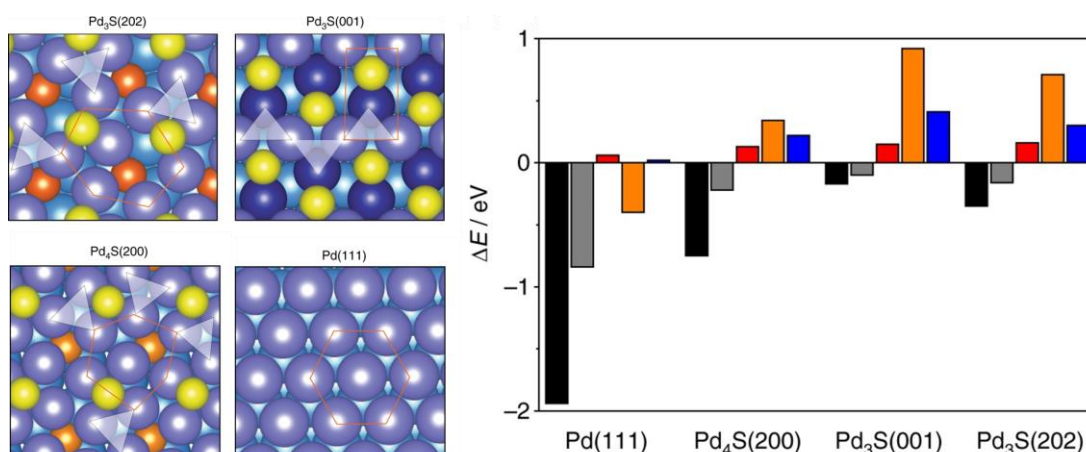 Pd₃S(202)
Pd₃S(001)
Pd₄S(200)
Pd(111)
ΔE / eV
1
0
−1
−2
Pd(111)
Pd₄S(200)
Pd₃S(001)
Pd₃S(202)